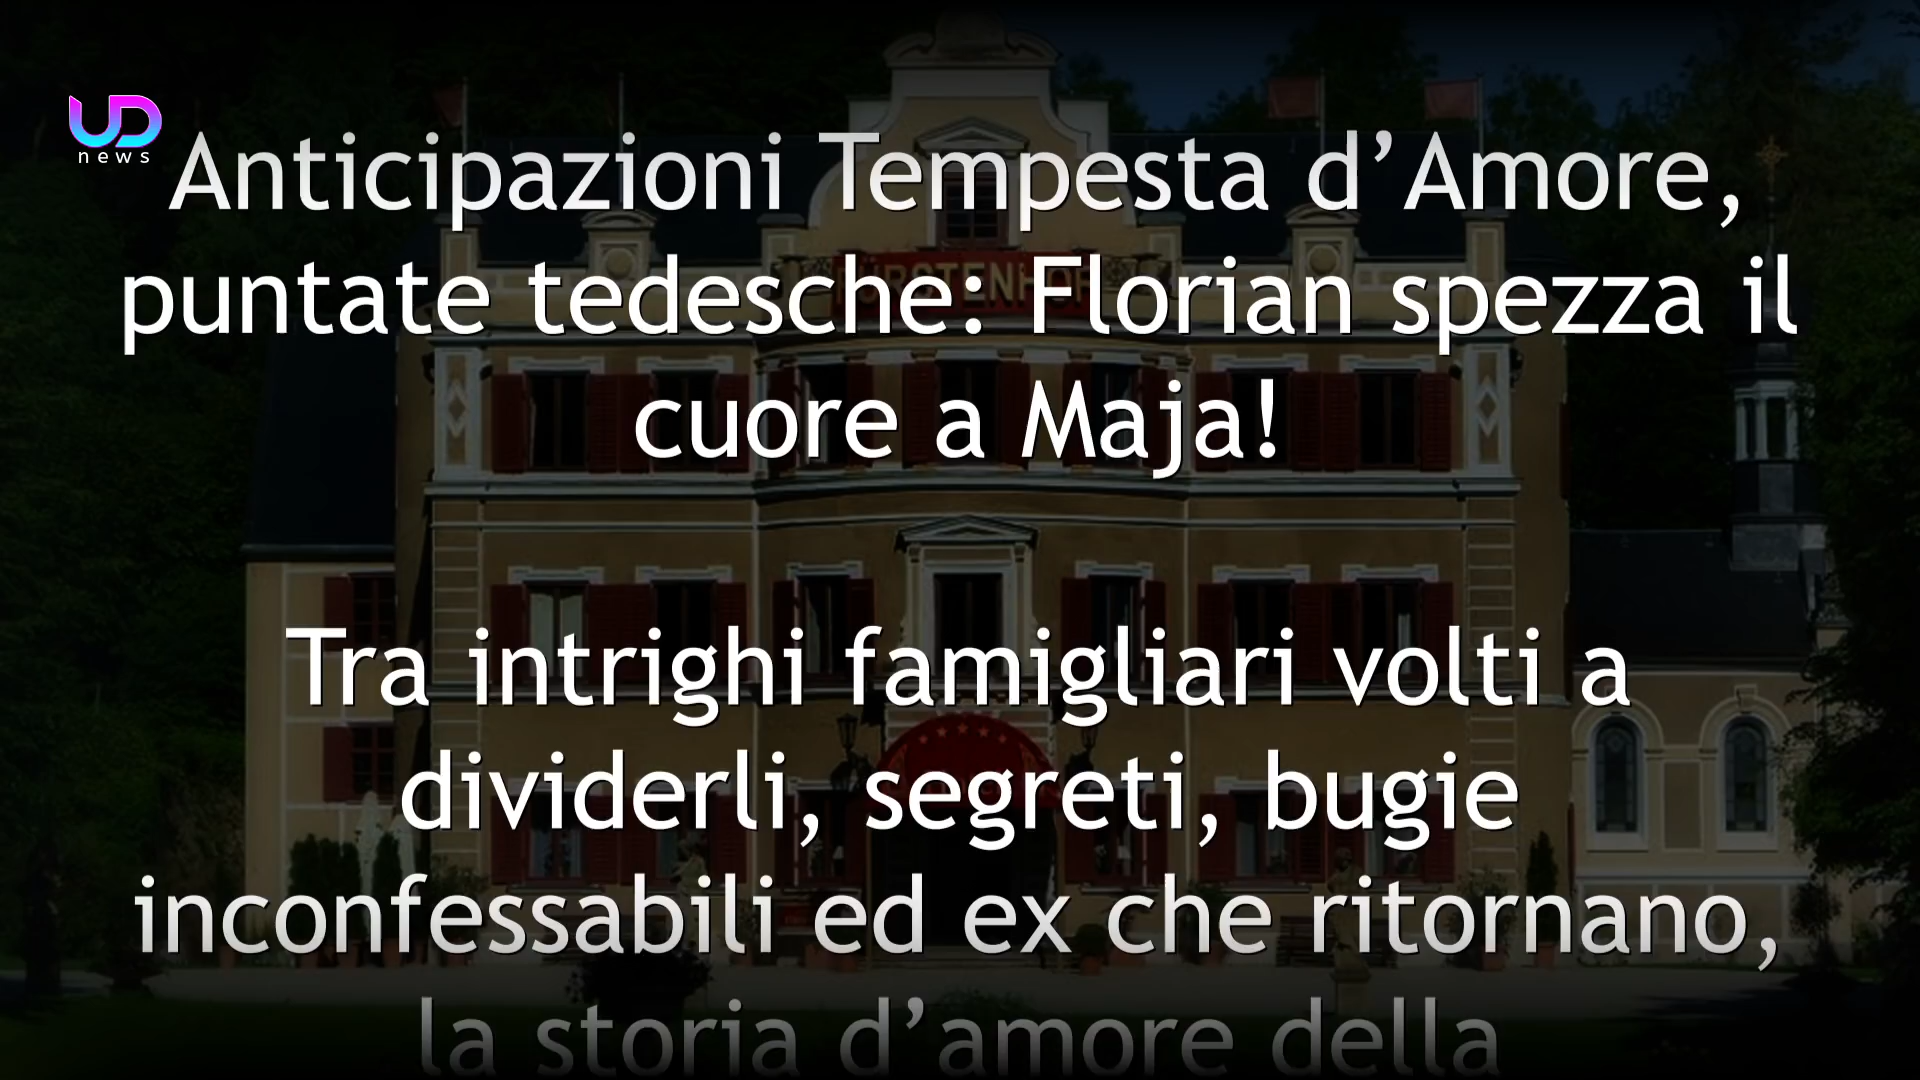 UD
news
Anticipazioni Tempesta d’Amore,
puntate tedesche: Florian spezza il
cuore a Maja!
FÜRSTENHOF
Tra intrighi famigliari volti a
dividerli, segreti, bugie
inconfessabili ed ex che ritornano,
la storia d’amore della